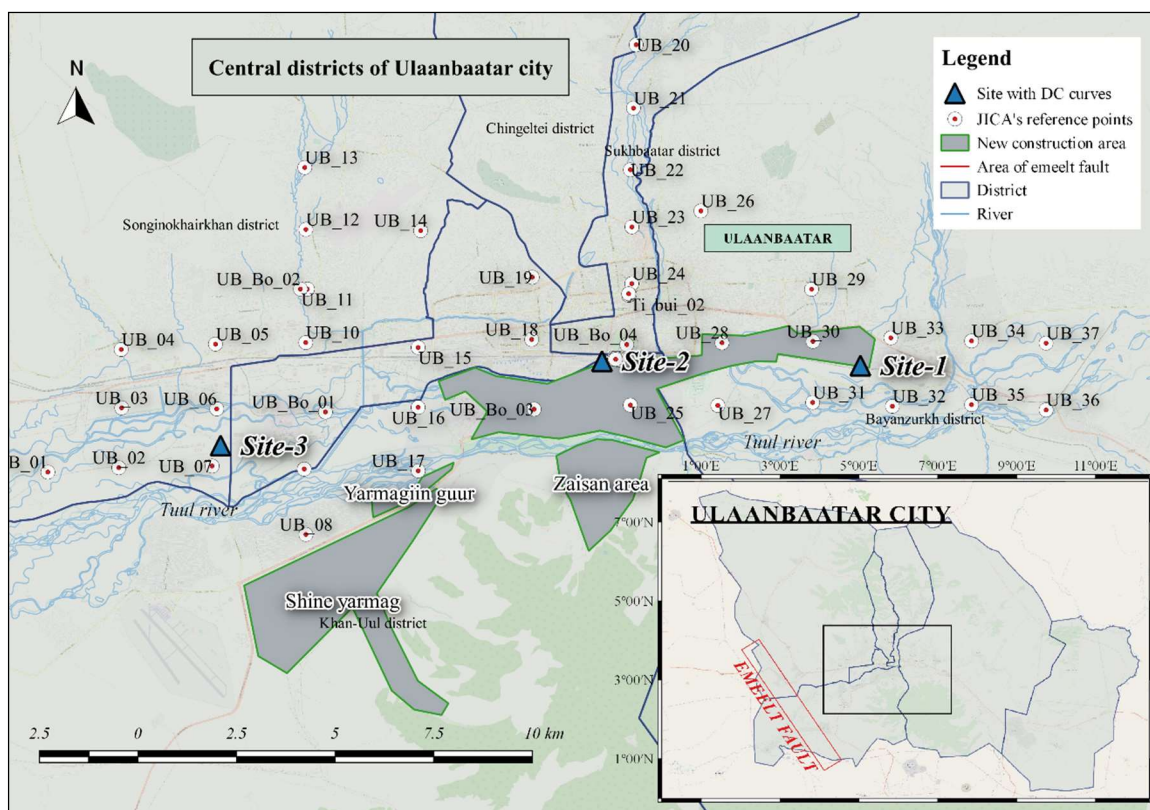 Central districts of Ulaanbaatar city
N
Legend
Site with DC curves
JICA's reference points
New construction area
Area of emeelt fault
District
River
UB_20
UB_21
Chingeltei district
Sukhbaatar district
UB_13
UB_22
UB_26
Songinokhairkhan district
UB_12
UB_14
UB_23
ULAANBAATAR
UB_Bo_02
UB_11
UB_19
UB_24
Ti_bui_02
UB_29
UB_04
UB_05
UB_10
UB_15
UB_18
UB_Bo_04
UB_28
UB_30
UB_33
UB_34
UB_37
Site-2
Site-1
UB_03
UB_06
UB_Bo_01
UB_16
UB_Bo_03
UB_25
UB_27
UB_31
UB_32
UB_35
UB_36
Bayanzurkh district
Site-3
Tuul river
B_01
UB_02
UB_07
UB_17
Yarmagiin guur
Zaisan area
Tuul river
UB_08
Shine yarmag
Khan-Uul district
2.5 0 2.5 5 7.5 10 km
1°00'E 3°00'E 5°00'E 7°00'E 9°00'E 11°00'E
7°00'N
5°00'N
3°00'N
1°00'N
ULAANBAATAR CITY
EMEELT FAULT